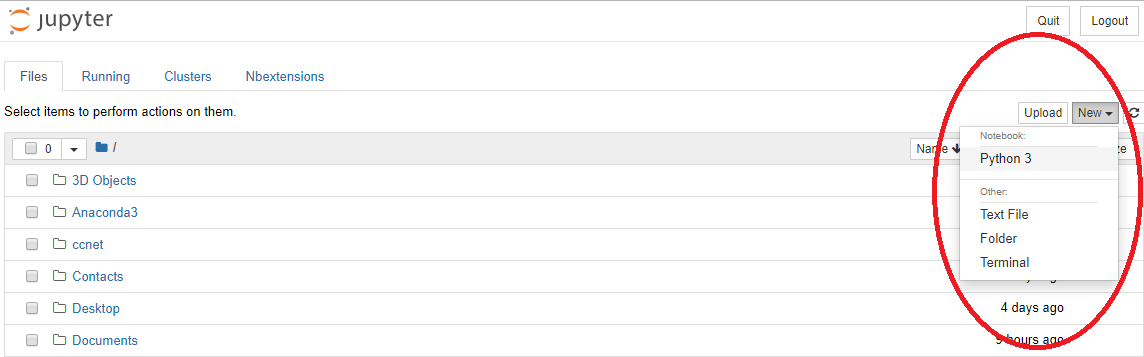 jupyter
Quit Logout
Files Running Clusters Nbextensions
Select items to perform actions on them.
Upload New
Notebook:
0 / Name
Python 3
3D Objects
Other:
Anaconda3
Text File
Folder
ccnet
Terminal
Contacts
Desktop 4 days ago
Documents hours ago